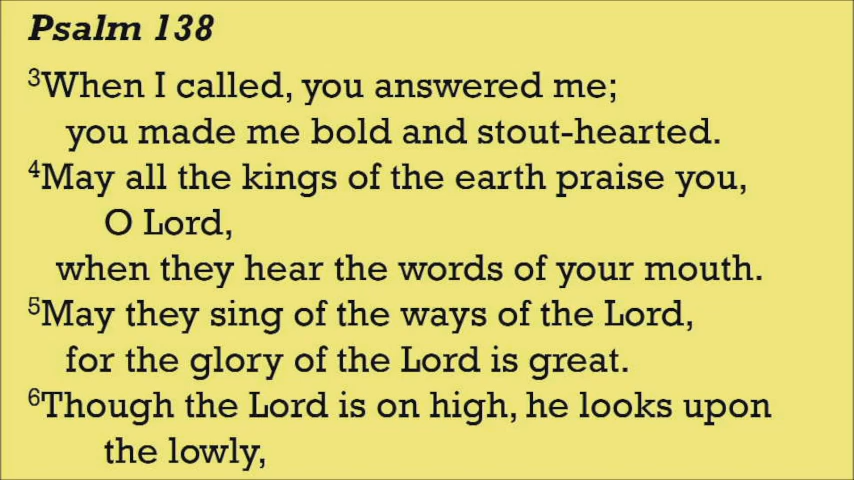 Psalm 138
³When I called, you answered me;
you made me bold and stout-hearted.
⁴May all the kings of the earth praise you,
O Lord,
when they hear the words of your mouth.
⁵May they sing of the ways of the Lord,
for the glory of the Lord is great.
⁶Though the Lord is on high, he looks upon
the lowly,